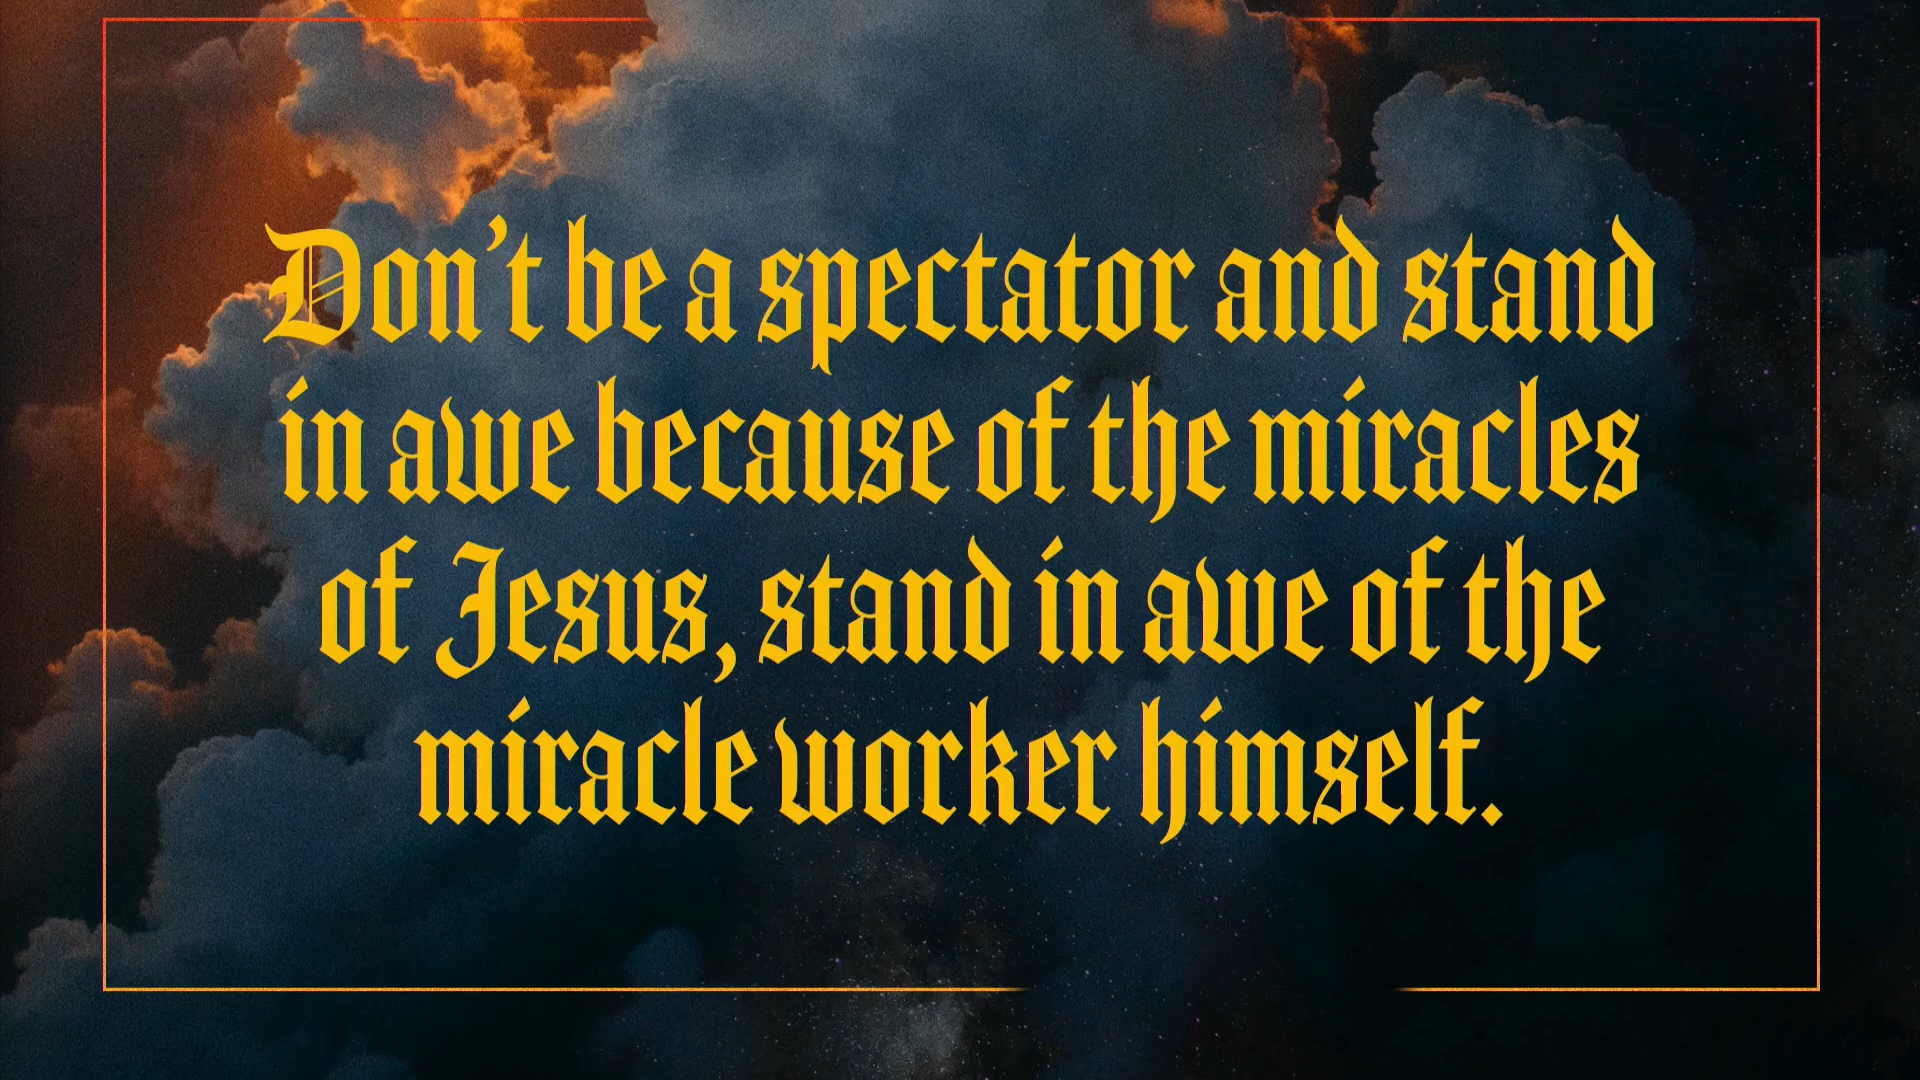 Don't be a spectator and stand
in awe because of the miracles
of Jesus, stand in awe of the
miracle worker himself.